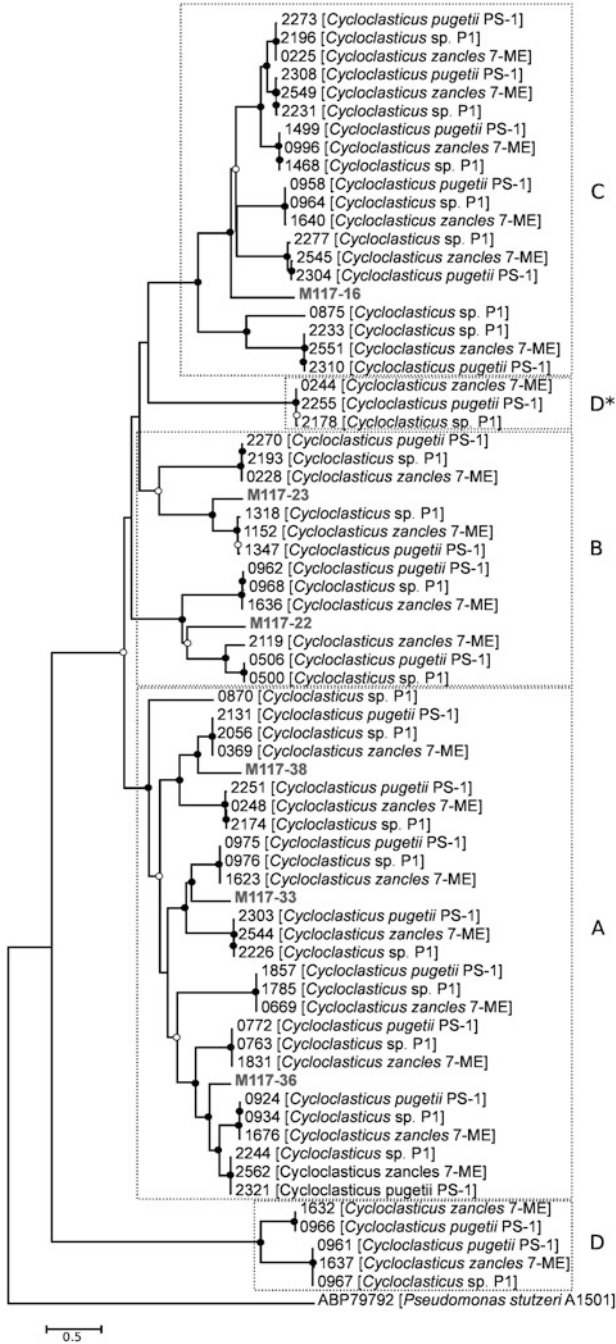 2273 [Cycloclasticus pugetii PS-1]
2196 [Cycloclasticus sp. P1]
0225 [Cycloclasticus zancles 7-ME]
2308 [Cycloclasticus pugetii PS-1]
2549 [Cycloclasticus zancles 7-ME]
2231 [Cycloclasticus sp. P1]
1499 [Cycloclasticus pugetii PS-1]
0996 [Cycloclasticus zancles 7-ME]
1468 [Cycloclasticus sp. P1]
0958 [Cycloclasticus pugetii PS-1]
C
0964 [Cycloclasticus sp. P1]
1640 [Cycloclasticus zancles 7-ME]
2277 [Cycloclasticus sp. P1]
2545 [Cycloclasticus zancles 7-ME]
2304 [Cycloclasticus pugetii PS-1]
M117-16
0875 [Cycloclasticus sp. P1]
2233 [Cycloclasticus sp. P1]
2551 [Cycloclasticus zancles 7-ME]
2310 [Cycloclasticus pugetii PS-1]
0244 [Cycloclasticus zancles 7-ME]
2255 [Cycloclasticus pugetii PS-1]
D*
2178 [Cycloclasticus sp. P1]
2270 [Cycloclasticus pugetii PS-1]
2193 [Cycloclasticus sp. P1]
0228 [Cycloclasticus zancles 7-ME]
M117-23
1318 [Cycloclasticus sp. P1]
1152 [Cycloclasticus zancles 7-ME]
B
1347 [Cycloclasticus pugetii PS-1]
0962 [Cycloclasticus pugetii PS-1]
0968 [Cycloclasticus sp. P1]
1636 [Cycloclasticus zancles 7-ME]
M117-22
2119 [Cycloclasticus zancles 7-ME]
0506 [Cycloclasticus pugetii PS-1]
0500 [Cycloclasticus sp. P1]
0870 [Cycloclasticus sp. P1]
2131 [Cycloclasticus pugetii PS-1]
2056 [Cycloclasticus sp. P1]
0369 [Cycloclasticus zancles 7-ME]
M117-38
2251 [Cycloclasticus pugetii PS-1]
0248 [Cycloclasticus zancles 7-ME]
2174 [Cycloclasticus sp. P1]
0975 [Cycloclasticus pugetii PS-1]
0976 [Cycloclasticus sp. P1]
1623 [Cycloclasticus zancles 7-ME]
M117-33
2303 [Cycloclasticus pugetii PS-1]
A
2544 [Cycloclasticus zancles 7-ME]
2226 [Cycloclasticus sp. P1]
1857 [Cycloclasticus pugetii PS-1]
1785 [Cycloclasticus sp. P1]
0669 [Cycloclasticus zancles 7-ME]
0772 [Cycloclasticus pugetii PS-1]
0763 [Cycloclasticus sp. P1]
1831 [Cycloclasticus zancles 7-ME]
M117-36
0924 [Cycloclasticus pugetii PS-1]
0934 [Cycloclasticus sp. P1]
1676 [Cycloclasticus zancles 7-ME]
2244 [Cycloclasticus sp. P1]
2562 [Cycloclasticus zancles 7-ME]
2321 [Cycloclasticus pugetii PS-1]
1632 [Cycloclasticus zancles 7-ME]
0966 [Cycloclasticus pugetii PS-1]
D
0961 [Cycloclasticus pugetii PS-1]
1637 [Cycloclasticus zancles 7-ME]
0967 [Cycloclasticus sp. P1]
ABP79792 [Pseudomonas stutzeri A1501]
0.5